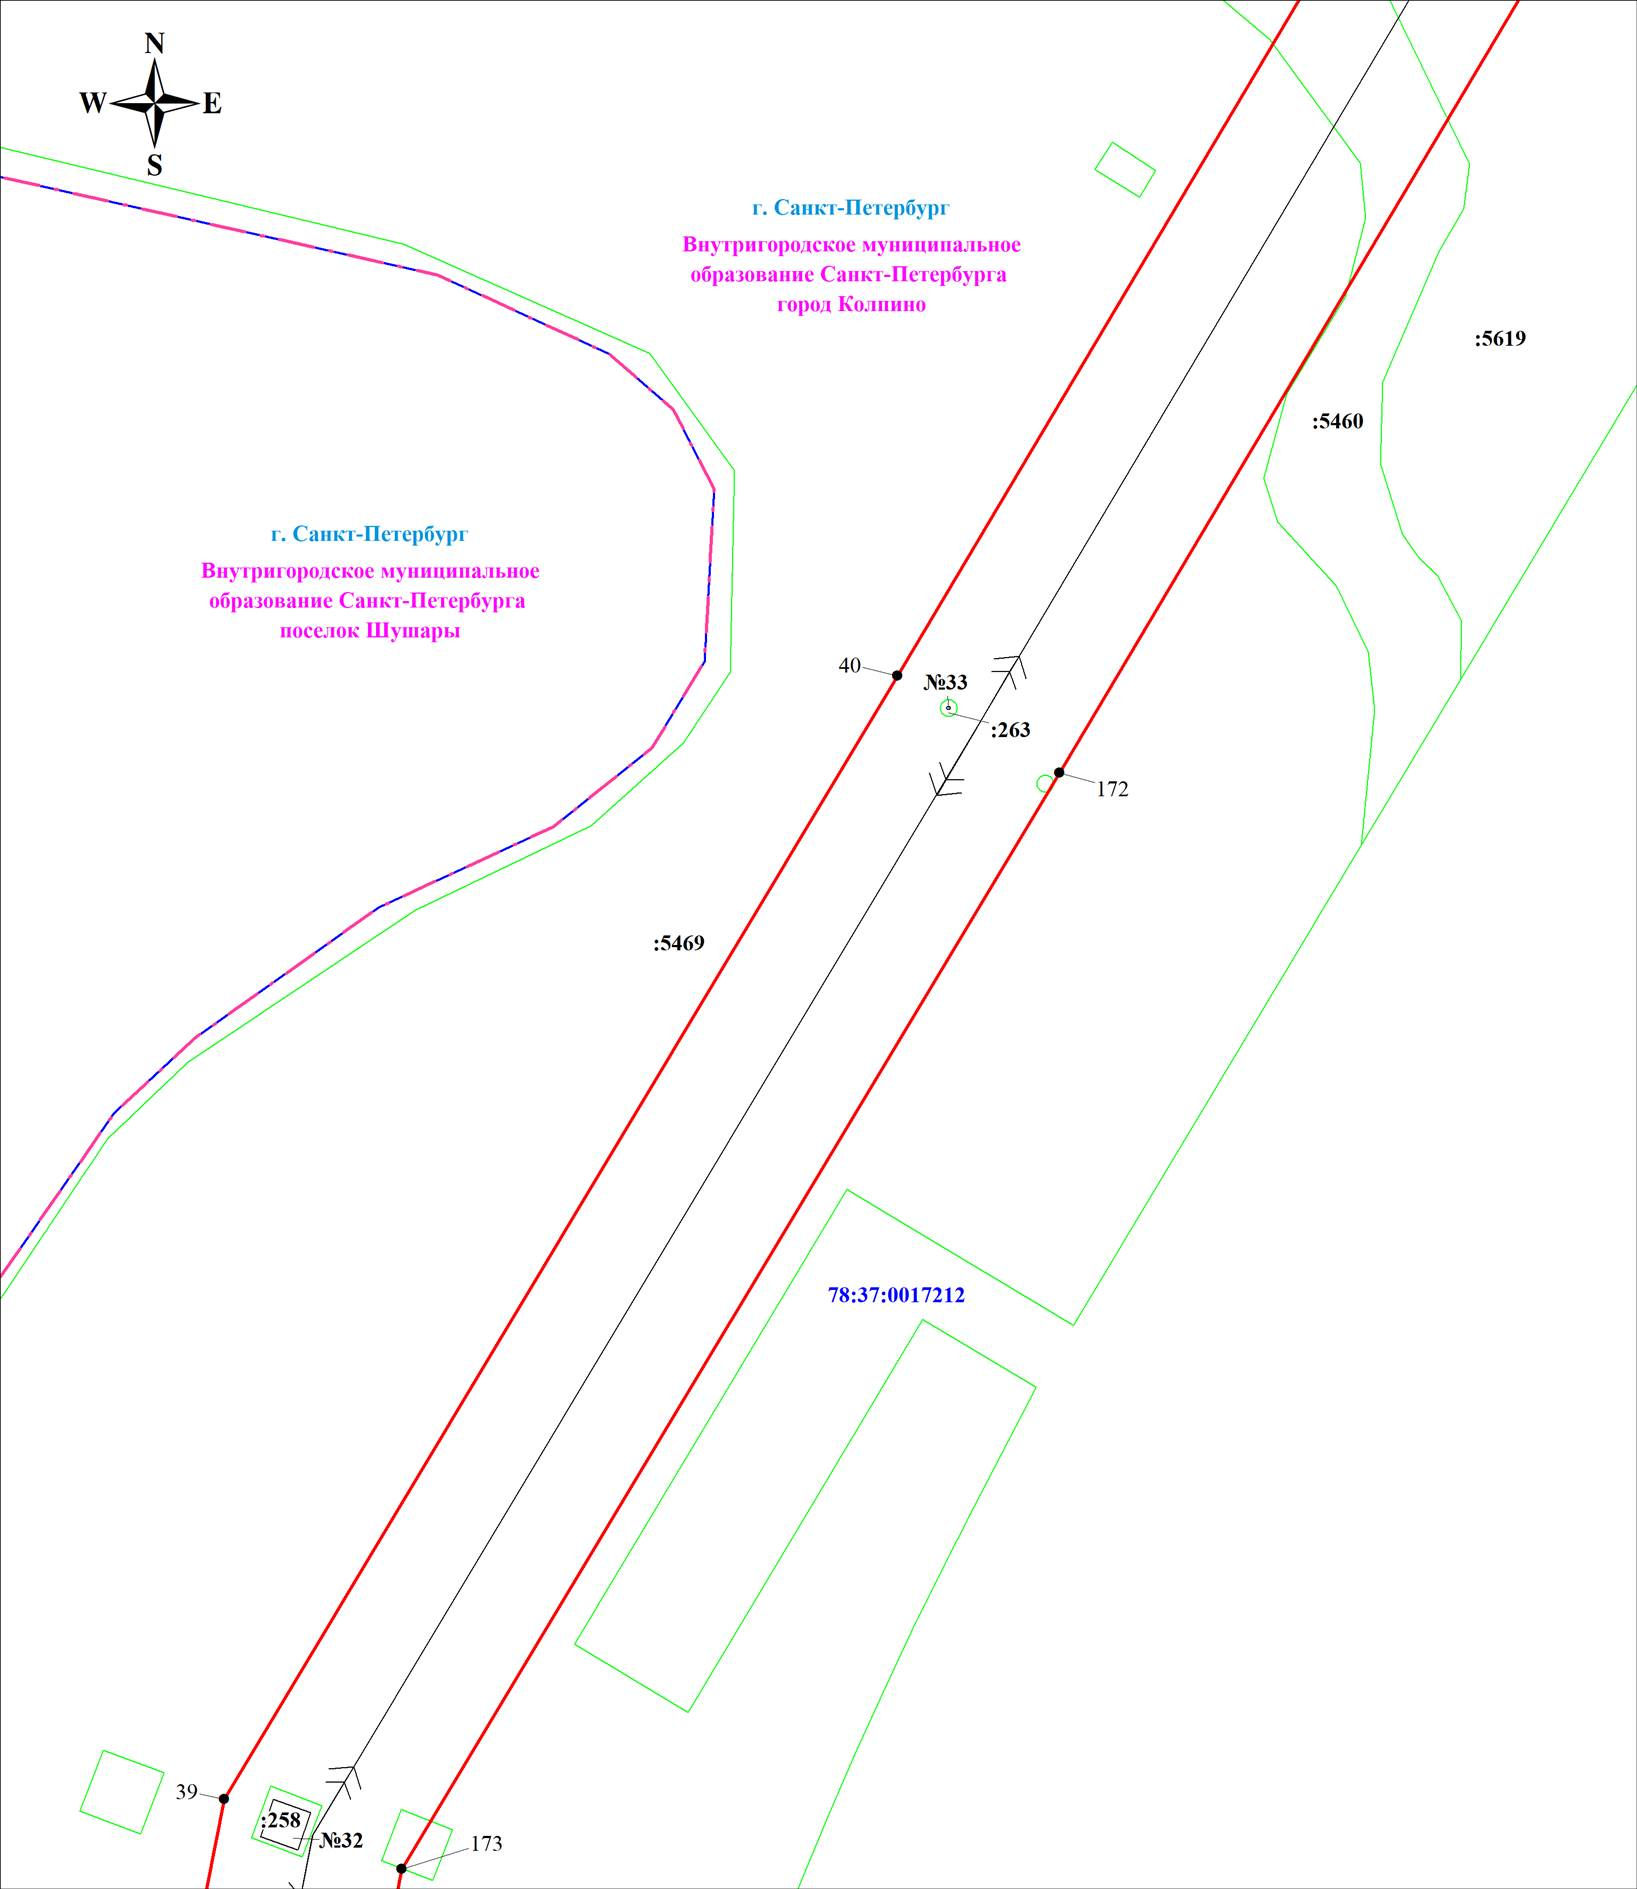 N
W E
S
г. Санкт-Петербург
Внутригородское муниципальное
образование Санкт-Петербурга
город Колпино
:5619
:5460
г. Санкт-Петербург
Внутригородское муниципальное
образование Санкт-Петербурга
поселок Шушары
40
№33
:263
172
:5469
78:37:0017212
39
:258
№32
173